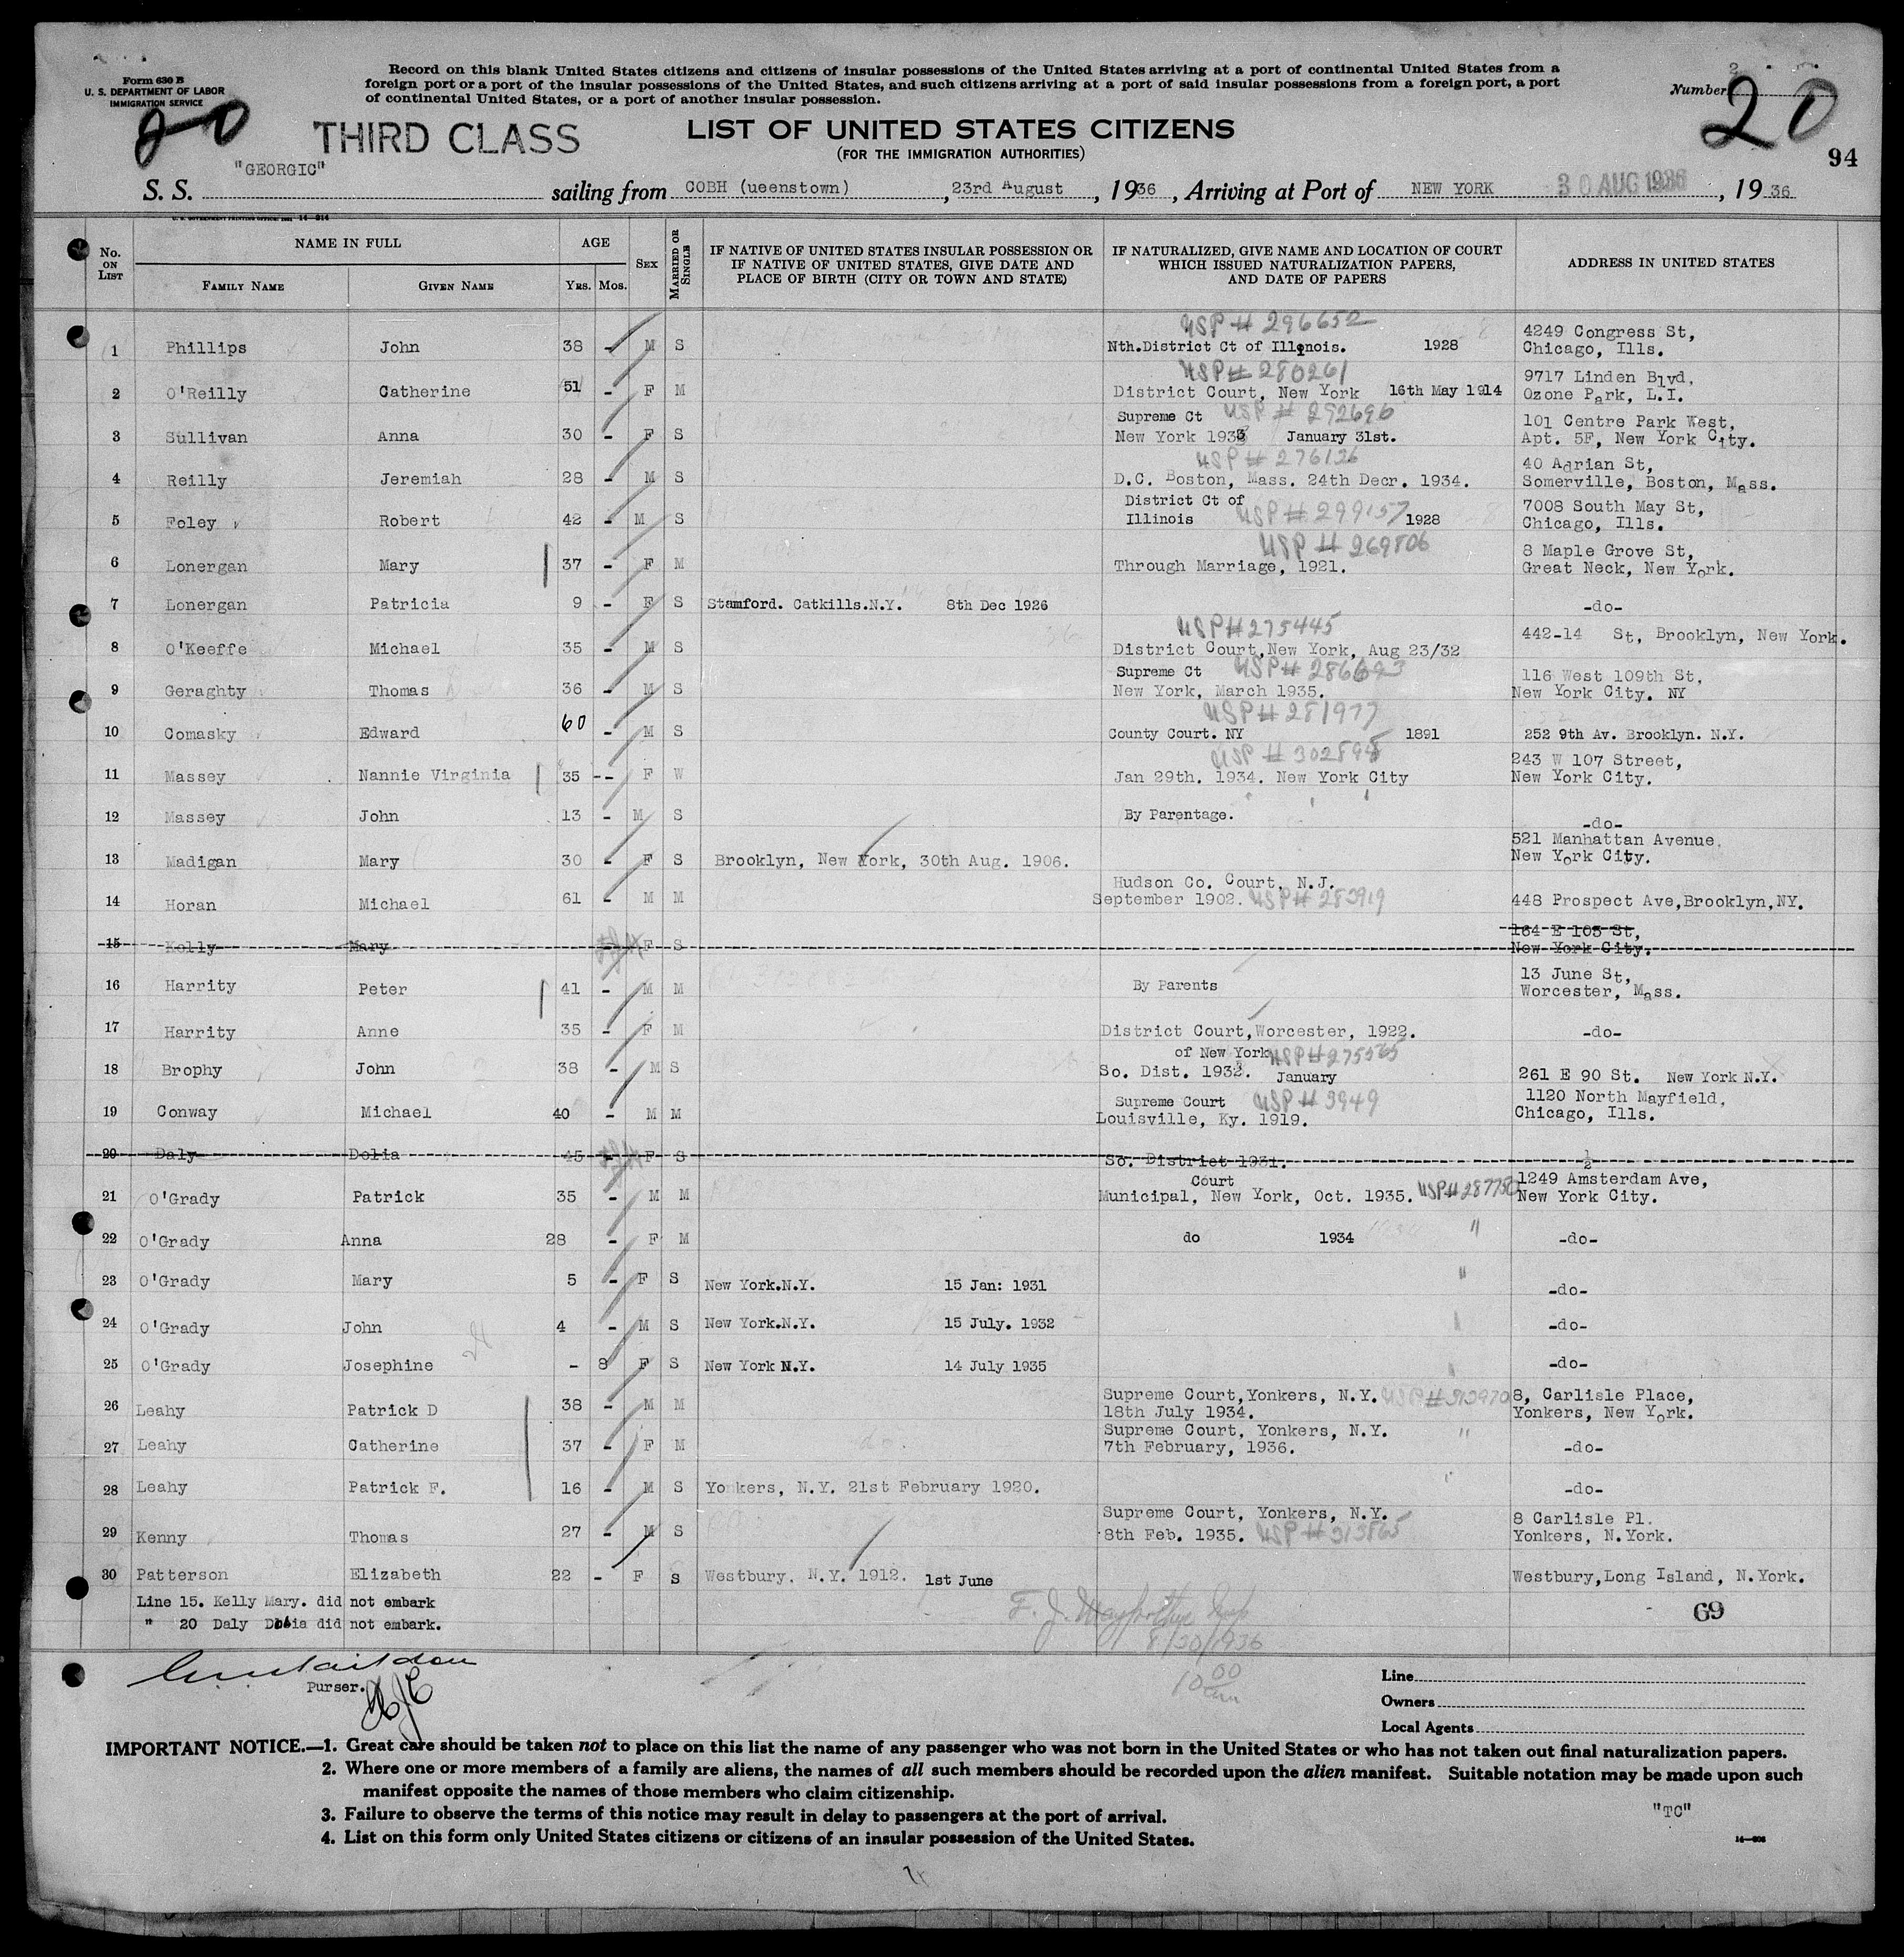 Form 630 B
U. S. DEPARTMENT OF LABOR
IMMIGRATION SERVICE
Record on this blank United States citizens and citizens of insular possessions of the United States arriving at a port of continental United States from a
foreign port or a port of the insular possessions of the United States, and such citizens arriving at a port of said insular possessions from a foreign port, a port
of continental United States, or a port of another insular possession.
Number 2
20
20
THIRD CLASS
LIST OF UNITED STATES CITIZENS
(FOR THE IMMIGRATION AUTHORITIES)
94
S. S. "GEORGIC" sailing from COBH (ueenstown), 23rd August, 1936, Arriving at Port of NEW YORK 30 AUG 1936, 1936
No. ON LIST
NAME IN FULL
FAMILY NAME
GIVEN NAME
AGE
YRS. MOS.
SEX
MARRIED OR SINGLE
IF NATIVE OF UNITED STATES INSULAR POSSESSION OR
IF NATIVE OF UNITED STATES, GIVE DATE AND
PLACE OF BIRTH (CITY OR TOWN AND STATE)
IF NATURALIZED, GIVE NAME AND LOCATION OF COURT
WHICH ISSUED NATURALIZATION PAPERS,
AND DATE OF PAPERS
ADDRESS IN UNITED STATES
USP # 296652
1 Phillips John 38 - M S Nth.District Ct of Illinois. 1928 4249 Congress St,
Chicago, Ills.
USP # 280261
2 O'Reilly Catherine 51 - F M District Court, New York 16th May 1914 9717 Linden Blvd,
Ozone Park, L.I.
Supreme Ct USP # 292696
3 Sullivan Anna 30 - F S New York 1933 January 31st. 101 Centre Park West,
Apt. 5F, New York City.
USP # 276126
4 Reilly Jeremiah 28 - M S D.C. Boston, Mass. 24th Decr. 1934. 40 Adrian St,
Somerville, Boston, Mass.
District Ct of
5 Foley Robert 42 - M S Illinois USP # 299157 1928 7008 South May St,
Chicago, Ills.
USP # 269806
6 Lonergan Mary 37 - F M Through Marriage, 1921. 8 Maple Grove St,
Great Neck, New York.
7 Lonergan Patricia 9 - F S Stamford. Catkills.N.Y. 8th Dec 1926 -do-
USP # 275445
8 O'Keeffe Michael 35 - M S District Court,New York, Aug 23/32 442-14 St, Brooklyn, New York.
Supreme Ct USP # 286623
9 Geraghty Thomas 36 - M S New York, March 1935. 116 West 109th St,
New York City. NY
USP # 281977
10 Comasky Edward 60 - M S County Court. NY 1891 252 9th Av. Brooklyn. N.Y.
USP # 302898
11 Massey Nannie Virginia 35 -- F W Jan 29th. 1934. New York City 243 W 107 Street,
New York City.
12 Massey John 13 - M S By Parentage. -do-
13 Madigan Mary 30 - F S Brooklyn, New York, 30th Aug. 1906. 521 Manhattan Avenue,
New York City.
Hudson Co. Court, N.J.
14 Horan Michael 61 - M M September 1902. USP # 283919 448 Prospect Ave,Brooklyn,NY.
15 Kelly Mary - F S 164 E 103 St,
New York City.
16 Harrity Peter 41 - M M By Parents 13 June St,
Worcester, Mass.
17 Harrity Anne 35 - F M District Court,Worcester, 1922. -do-
of New York USP # 275565
18 Brophy John 38 - M S So. Dist. 1932. January 261 E 90 St. New York N.Y.
Supreme Court USP # 3949
19 Conway Michael 40 - M M Louisville, Ky. 1919. 1120 North Mayfield,
Chicago, Ills.
20 Daly Delia 45 - F S So. District 1931. ½
Court
21 O'Grady Patrick 35 - M M Municipal, New York, Oct. 1935. USP # 287750 1249 Amsterdam Ave,
New York City.
22 O'Grady Anna 28 - F M do 1934 " -do-
23 O'Grady Mary 5 - F S New York.N.Y. 15 Jan: 1931 " -do-
24 O'Grady John 4 - M S New York.N.Y. 15 July. 1932 -do-
25 O'Grady Josephine - 8 F S New York N.Y. 14 July 1935 -do-
26 Leahy Patrick D 38 - M M Supreme Court,Yonkers, N.Y. USP # 313970 8, Carlisle Place,
18th July 1934. Yonkers, New York.
Supreme Court, Yonkers, N.Y.
27 Leahy Catherine 37 - F M 7th February, 1936. " -do-
28 Leahy Patrick F. 16 - M S Yonkers, N.Y. 21st February 1920. -do-
Supreme Court, Yonkers, N.Y. 8 Carlisle Pl.
29 Kenny Thomas 27 - M S 8th Feb. 1935. USP # 313865 Yonkers, N.York.
30 Patterson Elizabeth 22 - F S Westbury. N.Y. 1912. 1st June Westbury,Long Island, N.York.
Line 15. Kelly Mary. did not embark
" 20 Daly Delia did not embark.
69
8/30/1936
10 00
Purser.
Line
Owners
Local Agents
IMPORTANT NOTICE.—1. Great care should be taken not to place on this list the name of any passenger who was not born in the United States or who has not taken out final naturalization papers.
2. Where one or more members of a family are aliens, the names of all such members should be recorded upon the alien manifest. Suitable notation may be made upon such
manifest opposite the names of those members who claim citizenship.
3. Failure to observe the terms of this notice may result in delay to passengers at the port of arrival.
4. List on this form only United States citizens or citizens of an insular possession of the United States.
"TC"